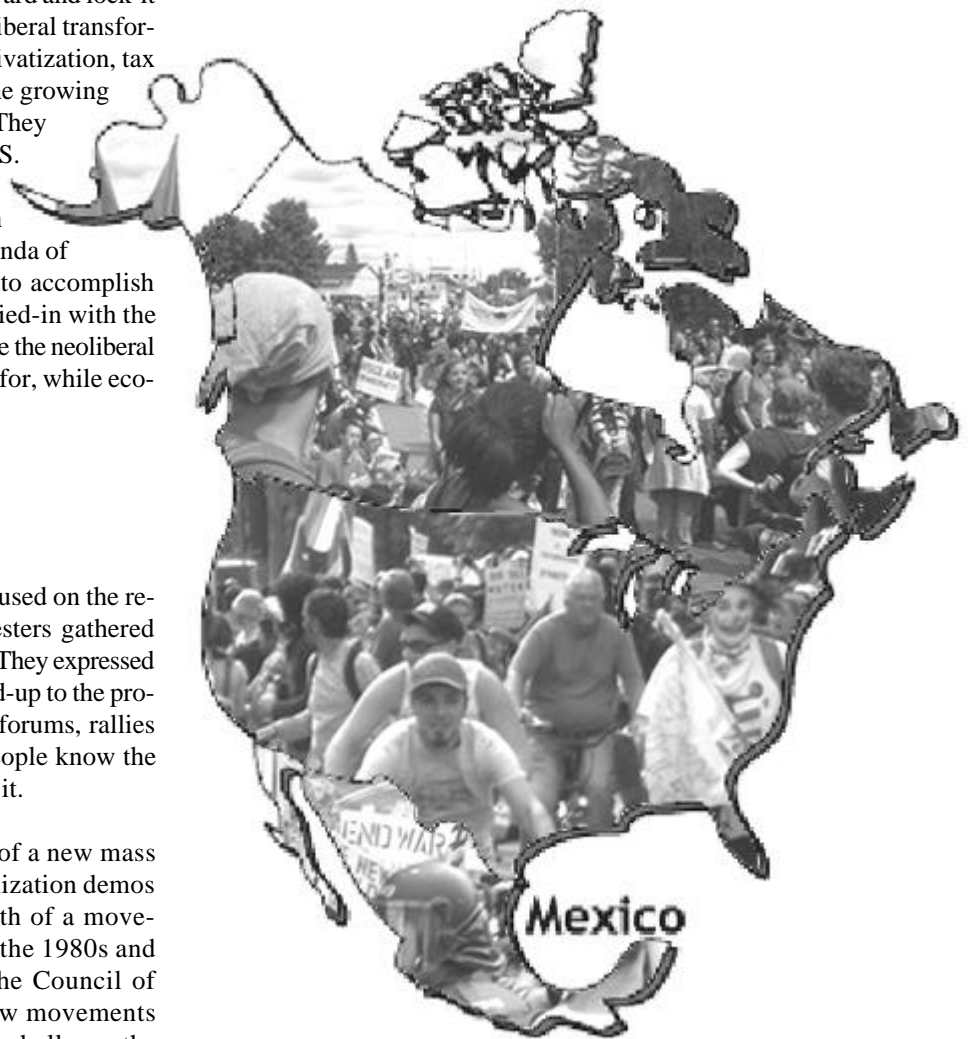 ard and lock-it
liberal transfor-
ivatization, tax
e growing
They
S.
nda of
to accomplish
ied-in with the
e the neoliberal
for, while eco-
used on the re-
esters gathered
They expressed
d-up to the pro-
forums, rallies
ople know the
it.
of a new mass
lization demos
th of a move-
the 1980s and
he Council of
w movements
END WAR
Mexico